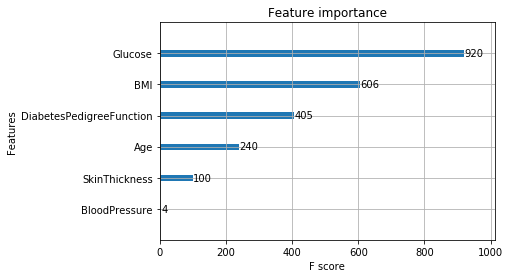 Feature importance
Features
Glucose 920
BMI 606
DiabetesPedigreeFunction 405
Age 240
SkinThickness 100
BloodPressure 4
0 200 400 600 800 1000
F score